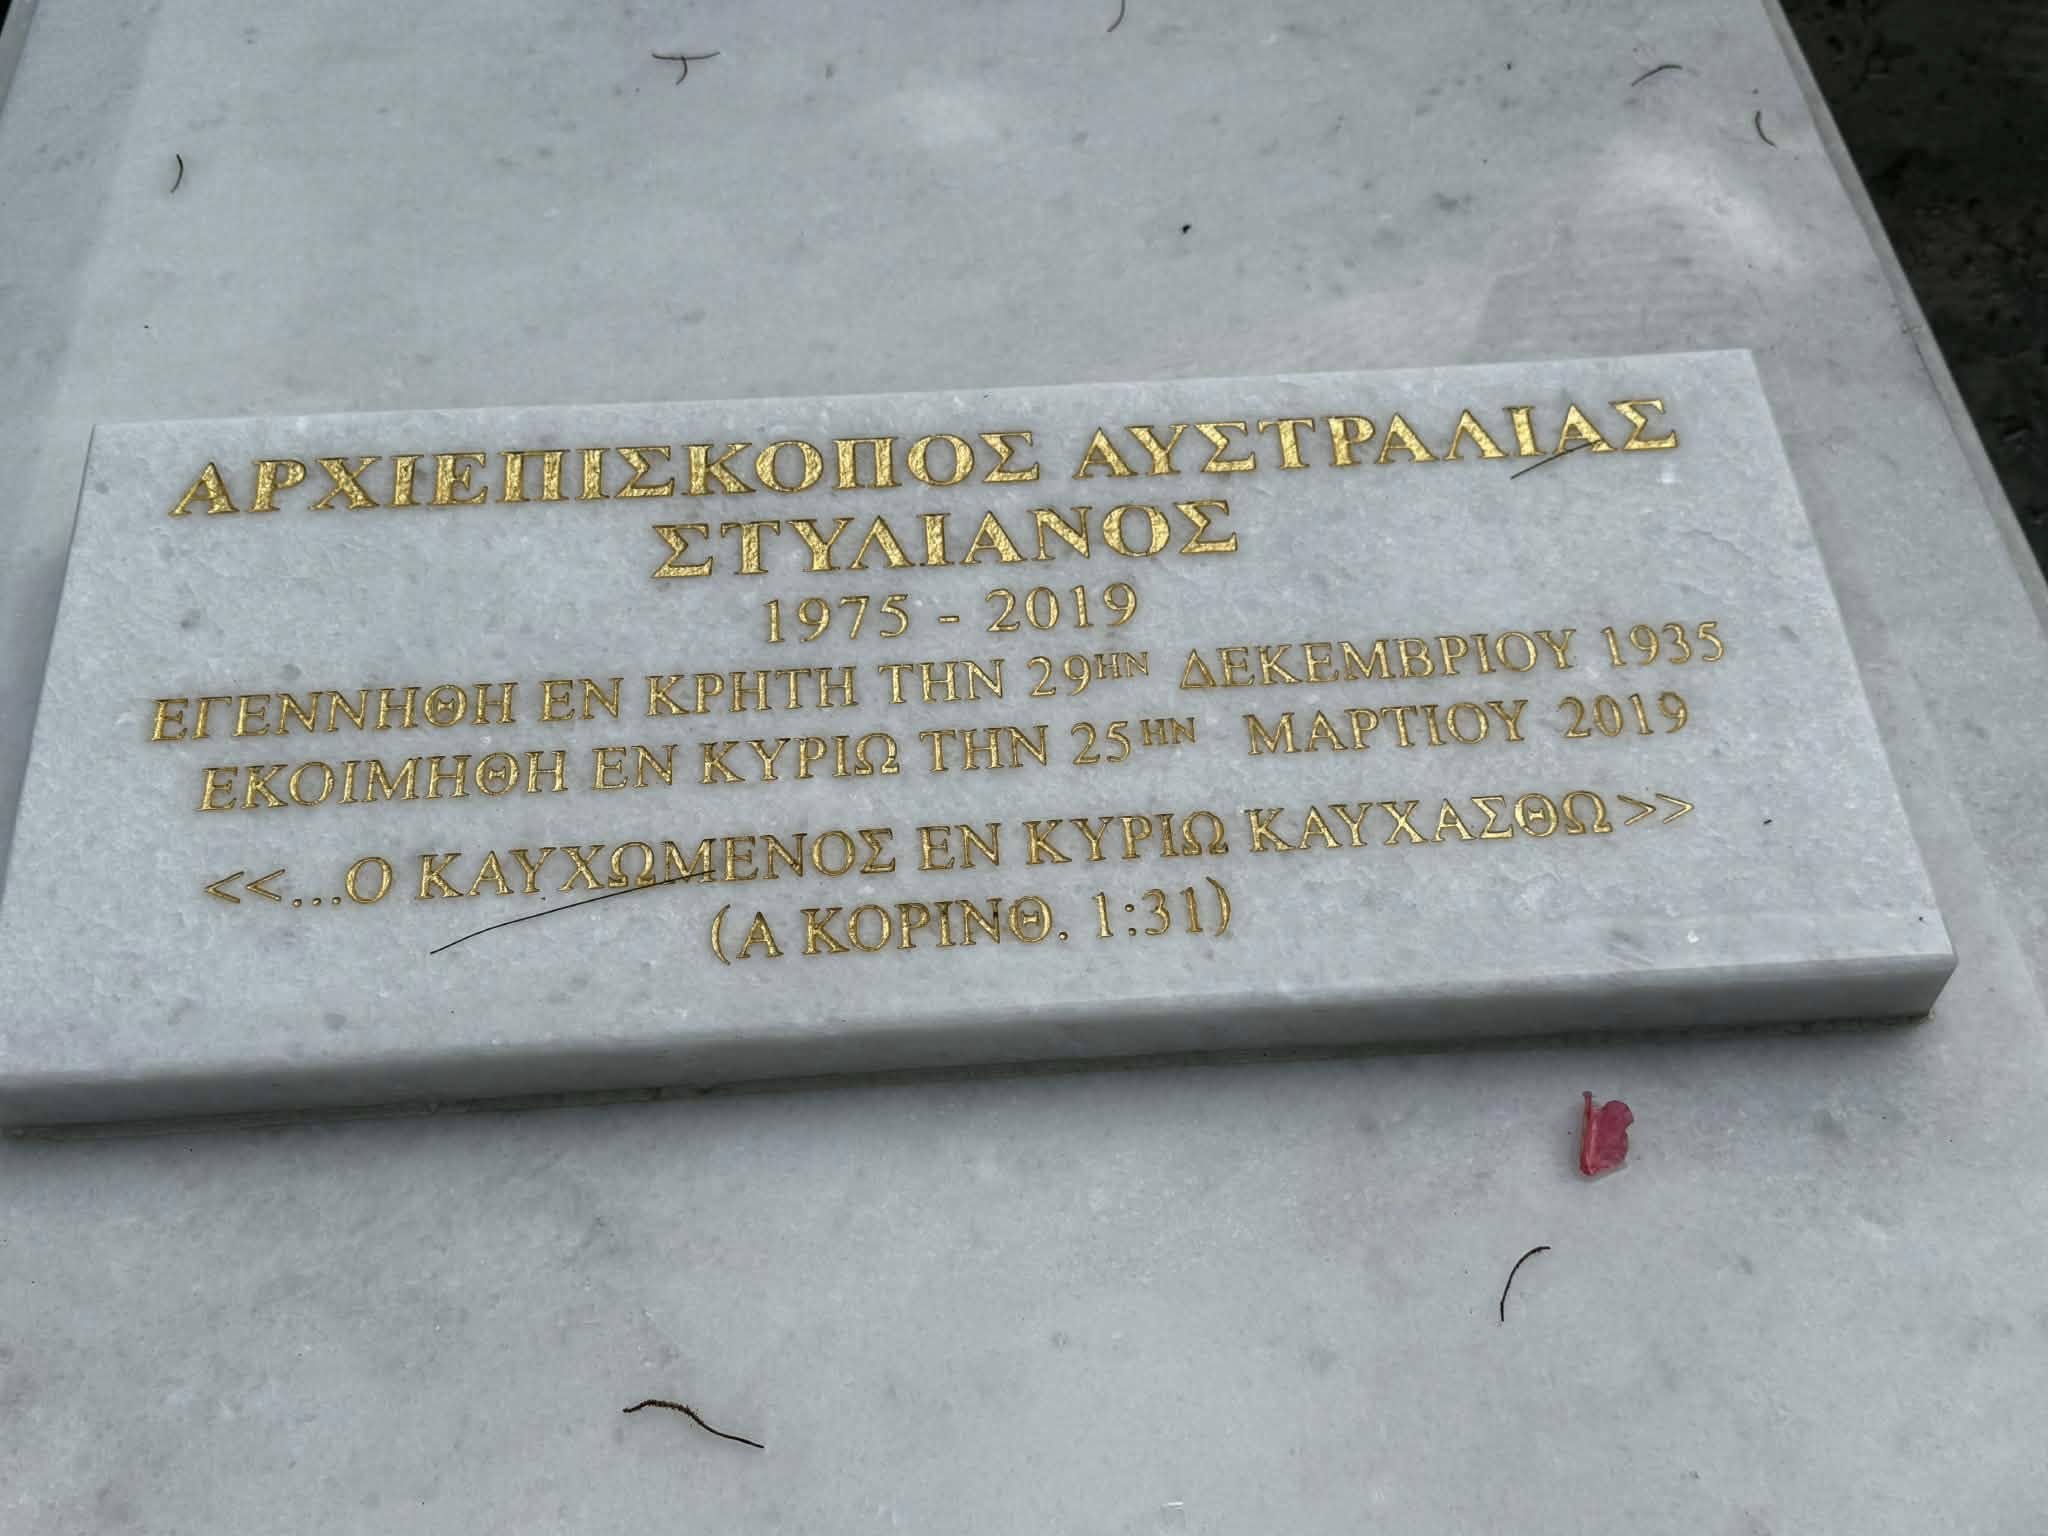 ΑΡΧΙΕΠΙΣΚΟΠΟΣ ΑΥΣΤΡΑΛΙΑΣ
ΣΤΥΛΙΑΝΟΣ
1975 - 2019
ΕΓΕΝΝΗΘΗ ΕΝ ΚΡΗΤΗ ΤΗΝ 29ΗΝ ΔΕΚΕΜΒΡΙΟΥ 1935
ΕΚΟΙΜΗΘΗ ΕΝ ΚΥΡΙΩ ΤΗΝ 25ΗΝ ΜΑΡΤΙΟΥ 2019
<<...Ο ΚΑΥΧΩΜΕΝΟΣ ΕΝ ΚΥΡΙΩ ΚΑΥΧΑΣΘΩ>>
(Α ΚΟΡΙΝΘ. 1:31)